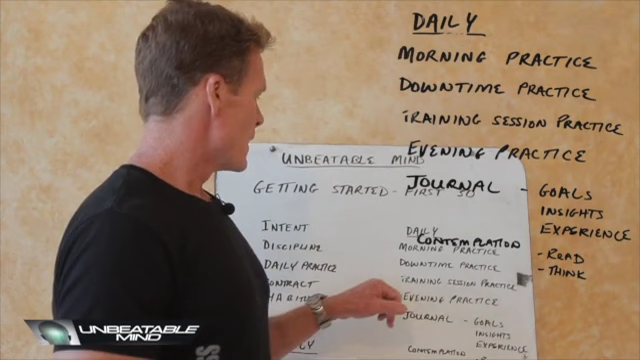 DAILY
MORNING PRACTICE
DOWNTIME PRACTICE
TRAINING SESSION PRACTICE
EVENING PRACTICE
JOURNAL - GOALS
INSIGHTS
EXPERIENCE
CONTEMPLATION
- READ
- THINK
UNBEATABLE MIND
GETTING STARTED - FIRST 30
INTENT
DISCIPLINE
DAILY PRACTICE
CONTRACT
DAILY
MORNING PRACTICE
DOWNTIME PRACTICE
TRAINING SESSION PRACTICE
EVENING PRACTICE
JOURNAL - GOALS
INSIGHTS
EXPERIENCE
CONTEMPLATION
UNBEATABLE
MIND